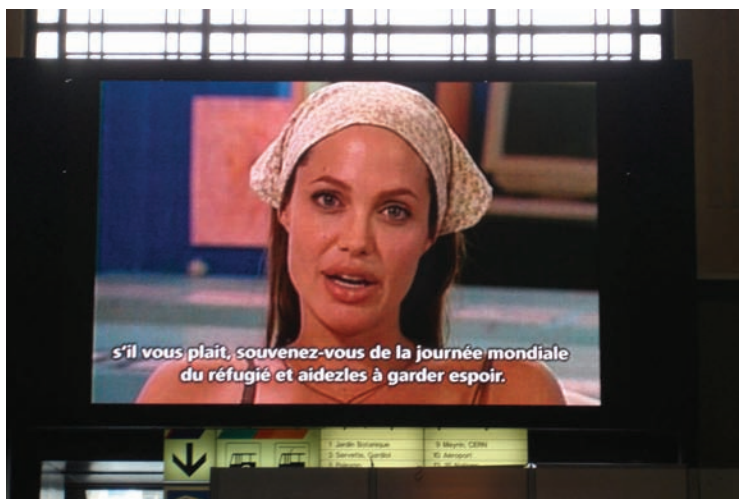 s'il vous plait, souvenez-vous de la journée mondiale
du réfugié et aidezles à garder espoir.
1 Jardin Botanique
9 Meyrin, CERN
3 Servette, Gardiol
10 Aéroport